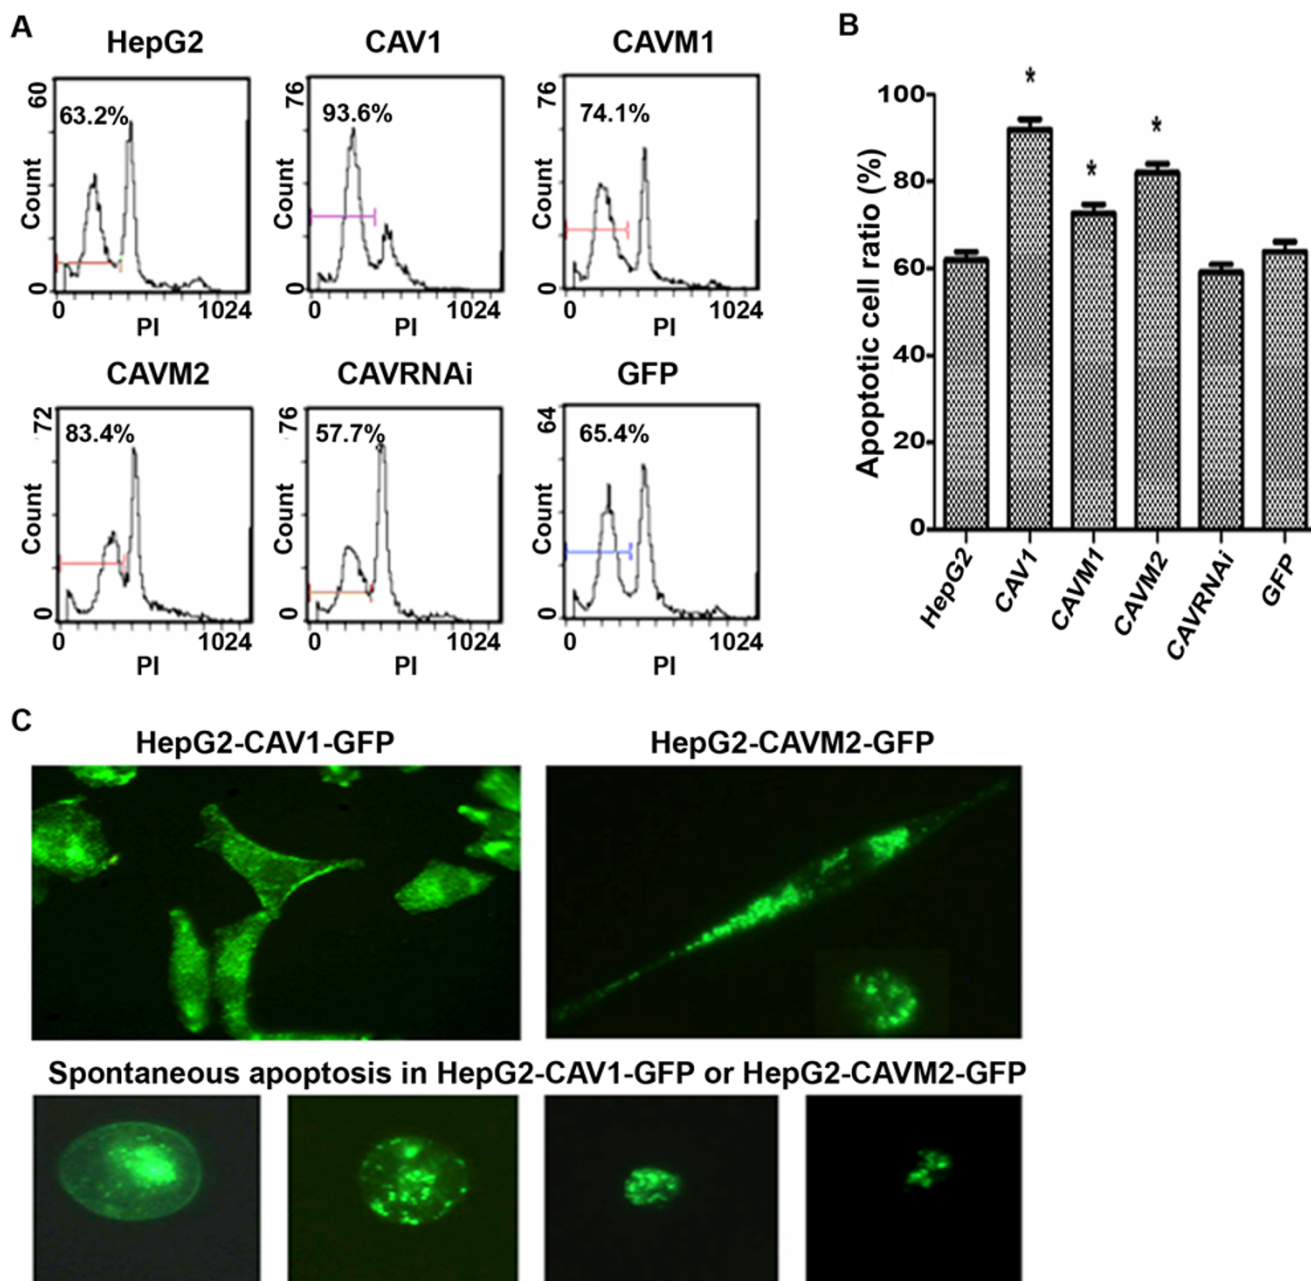 A
HepG2
CAV1
CAVM1
60
63.2%
Count
0
0
1024
PI
76
93.6%
Count
0
0
1024
PI
76
74.1%
Count
0
0
1024
PI
CAVM2
CAVRNAi
GFP
72
83.4%
Count
0
0
1024
PI
76
57.7%
Count
0
0
1024
PI
64
65.4%
Count
0
0
1024
PI
B
Apoptotic cell ratio (%)
100
80
60
40
20
0
*
*
*
HepG2
CAV1
CAVM1
CAVM2
CAVRNAi
GFP
C
HepG2-CAV1-GFP
HepG2-CAVM2-GFP
Spontaneous apoptosis in HepG2-CAV1-GFP or HepG2-CAVM2-GFP